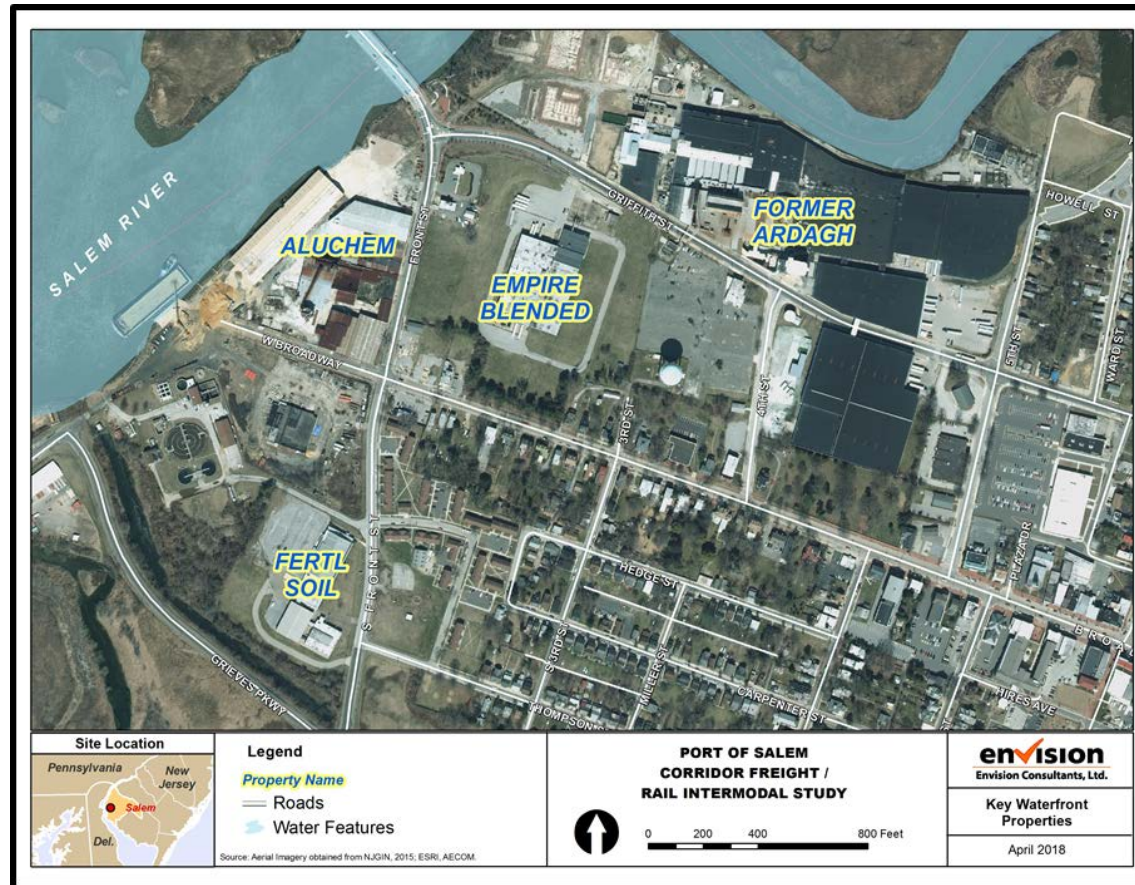 SALEM RIVER
ALUCHEM
FRONT ST
EMPIRE
BLENDED
GRIFFITH ST
FORMER
ARDAGH
HOWELL ST
5TH ST
WARD ST
W BROADWAY
3RD ST
4TH ST
PLAZA DR
FERTL
SOIL
S FRONT ST
HEDGE ST
S 3RD ST
MILLER ST
CARPENTER ST
THOMPSON
GRIEVES PKWY
HIRES AVE
ST
Site Location
Pennsylvania
New
Jersey
Salem
Del.
Legend
Property Name
Roads
Water Features
Source: Aerial Imagery obtained from NJGIN, 2015; ESRI, AECOM.
PORT OF SALEM
CORRIDOR FREIGHT /
RAIL INTERMODAL STUDY
0 200 400 800 Feet
envision
Envision Consultants, Ltd.
Key Waterfront
Properties
April 2018